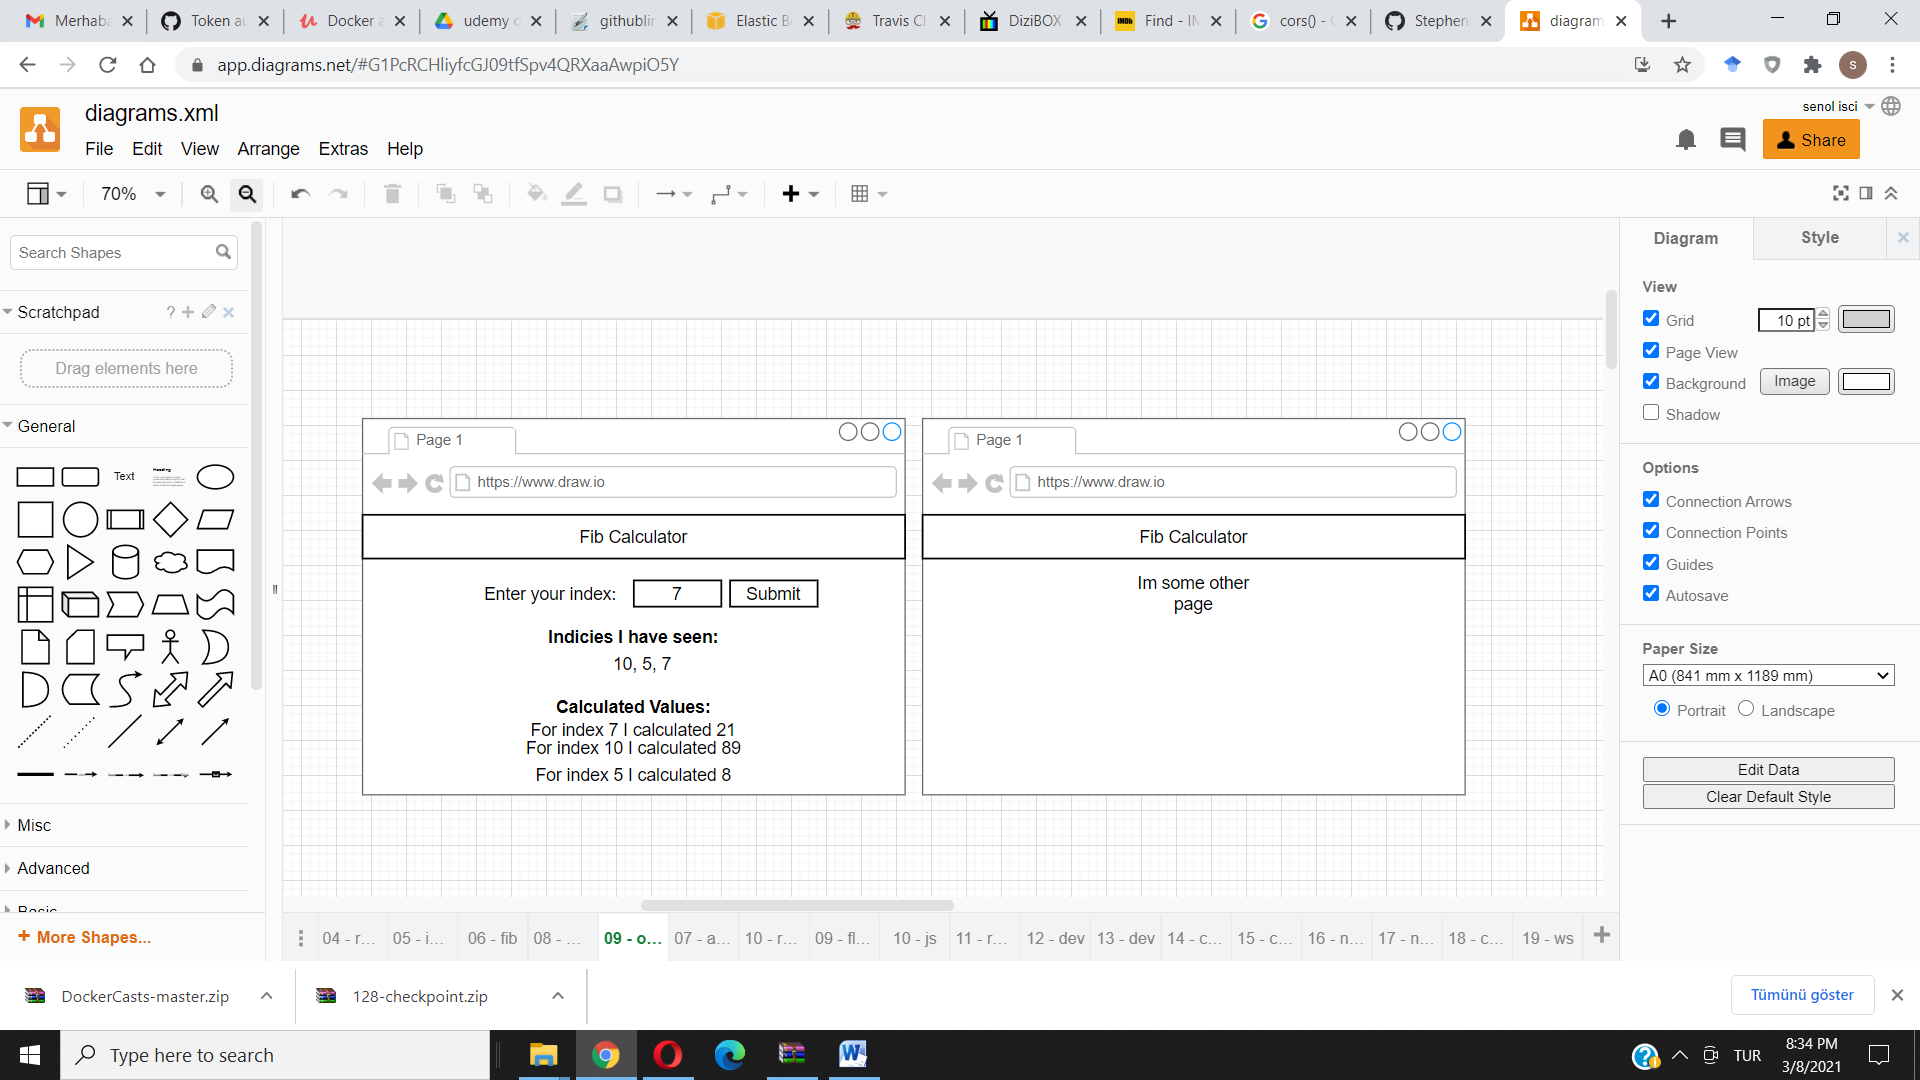 Merhaba
Token au
Docker a
udemy d
githublin
Elastic Be
Travis CI
DiziBOX
IMDb
Find - IM
cors() - G
Stephen
diagram
app.diagrams.net/#G1PcRCHliyfcGJ09tfSpv4QRXaaAwpiO5Y
s
diagrams.xml
senol isci
File Edit View Arrange Extras Help
Share
70%
Search Shapes
Diagram
Style
View
Scratchpad
?
Grid
10 pt
Page View
Drag elements here
Background
Image
Shadow
General
Page 1
Page 1
Options
Text
Heading
https://www.draw.io
https://www.draw.io
Connection Arrows
Connection Points
Fib Calculator
Fib Calculator
Guides
Enter your index:
7
Submit
Im some other
page
Autosave
Indicies I have seen:
10, 5, 7
Paper Size
A0 (841 mm x 1189 mm)
Calculated Values:
Portrait
Landscape
For index 7 I calculated 21
For index 10 I calculated 89
For index 5 I calculated 8
Edit Data
Clear Default Style
Misc
Advanced
Basic
More Shapes...
04 - r...
05 - i...
06 - fib
08 - ...
09 - o...
07 - a...
10 - r...
09 - fl...
10 - js
11 - r...
12 - dev
13 - dev
14 - c...
15 - c...
16 - n...
17 - n...
18 - c...
19 - ws
DockerCasts-master.zip
128-checkpoint.zip
Tümünü göster
Type here to search
TUR
8:34 PM
3/8/2021